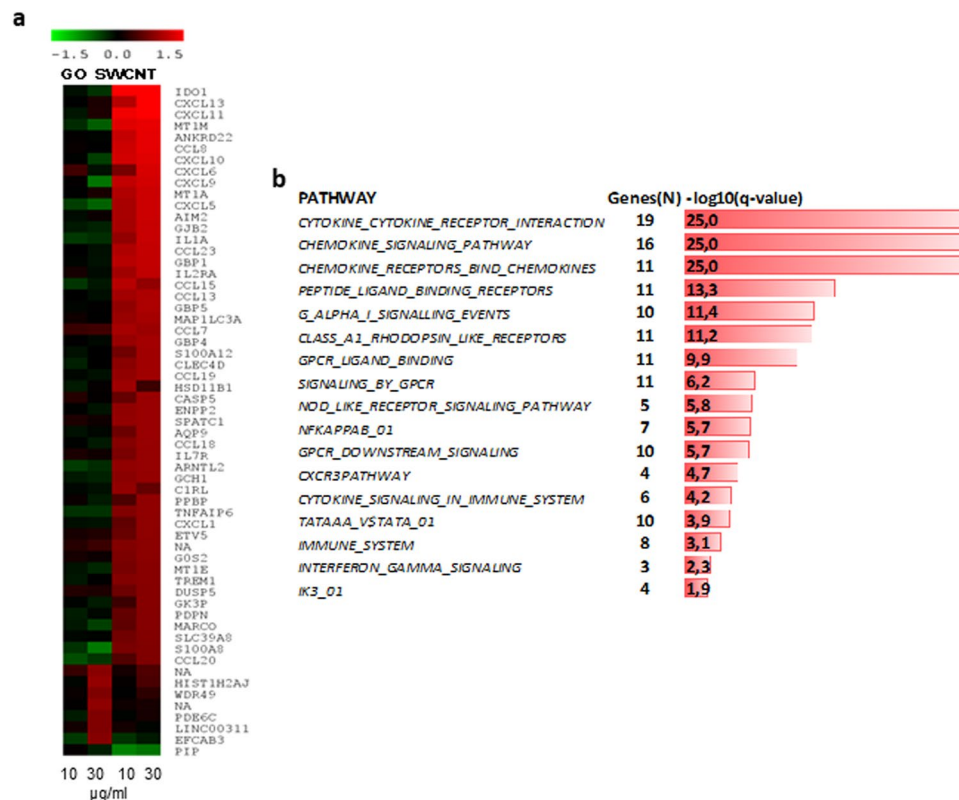 a
-1.5 0.0 1.5
GO SWCNT
IDO1
CXCL13
CXCL11
MT1M
ANKRD22
CCL8
CXCL10
CXCL6
CXCL9
MT1A
CXCL5
AIM2
GJB2
IL1A
CCL23
GBP1
IL2RA
CCL15
CCL13
GBP5
MAP1LC3A
CCL7
GBP4
S100A12
CLEC4D
CCL19
HSD11B1
CASP5
ENPP2
SPATC1
AQP9
CCL18
IL7R
ARNTL2
GCH1
C1RL
PPBP
TNFAIP6
CXCL1
ETV5
NA
G0S2
MT1E
TREM1
DUSP5
GK3P
PDPN
MARCO
SLC39A8
S100A8
CCL20
NA
HIST1H2AJ
WDR49
NA
PDE6C
LINC00311
EFCAB3
PIP
10 30 10 30
µg/ml
b
PATHWAY Genes(N) -log10(q-value)
CYTOKINE_CYTOKINE_RECEPTOR_INTERACTION 19 25,0
CHEMOKINE_SIGNALING_PATHWAY 16 25,0
CHEMOKINE_RECEPTORS_BIND_CHEMOKINES 11 25,0
PEPTIDE_LIGAND_BINDING_RECEPTORS 11 13,3
G_ALPHA_I_SIGNALLING_EVENTS 10 11,4
CLASS_A1_RHODOPSIN_LIKE_RECEPTORS 11 11,2
GPCR_LIGAND_BINDING 11 9,9
SIGNALING_BY_GPCR 11 6,2
NOD_LIKE_RECEPTOR_SIGNALING_PATHWAY 5 5,8
NFKAPPAB_01 7 5,7
GPCR_DOWNSTREAM_SIGNALING 10 5,7
CXCR3PATHWAY 4 4,7
CYTOKINE_SIGNALING_IN_IMMUNE_SYSTEM 6 4,2
TATAAA_VSTATA_01 10 3,9
IMMUNE_SYSTEM 8 3,1
INTERFERON_GAMMA_SIGNALING 3 2,3
IK3_01 4 1,9